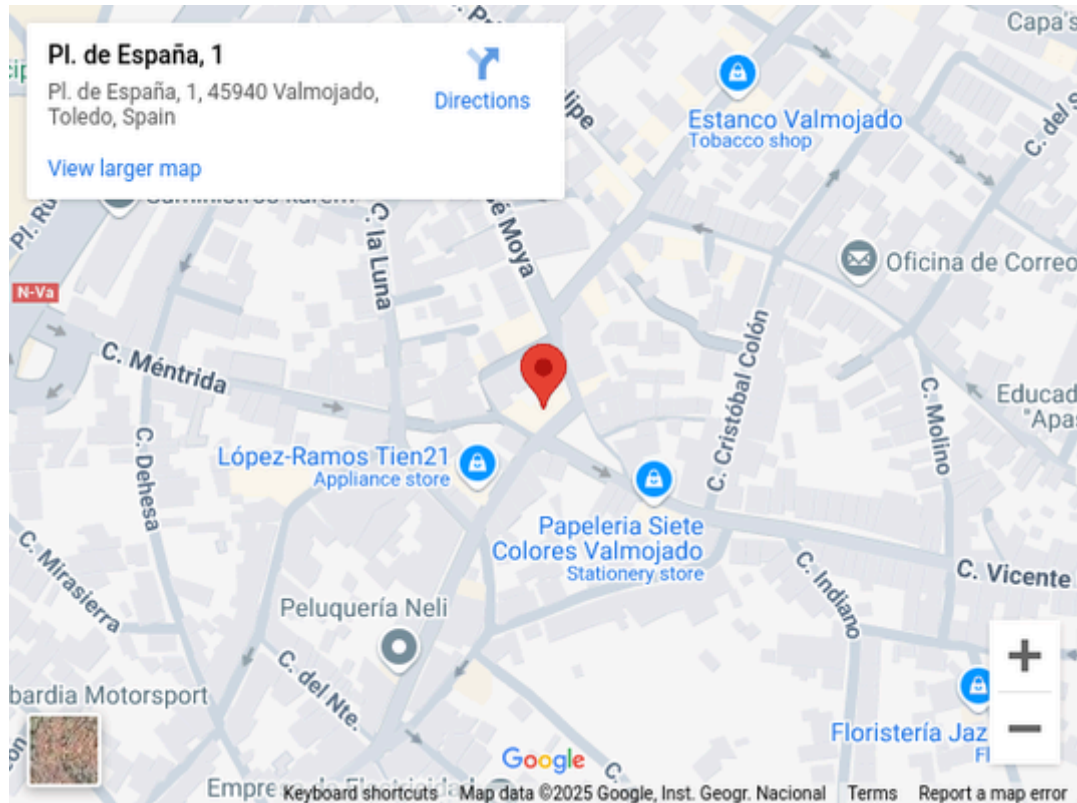 Pl. de España, 1
Pl. de España, 1, 45940 Valmojado,
Toledo, Spain
Directions
View larger map
Capa's
Estanco Valmojado
Tobacco shop
C. del S
C. la Luna
Moya
Oficina de Correo
N-Va
C. Méntrida
C. Cristóbal Colón
C. Molino
Educad
"Apas
C. Dehesa
López-Ramos Tien21
Appliance store
Papeleria Siete
Colores Valmojado
Stationery store
C. Mirasierra
C. Indiano
C. Vicente
Peluquería Neli
C. del Nte.
bardia Motorsport
Floristería Jaz
Fl
Google
C.
Keyboard shortcuts
Map data ©2025 Google, Inst. Geogr. Nacional
Terms
Report a map error